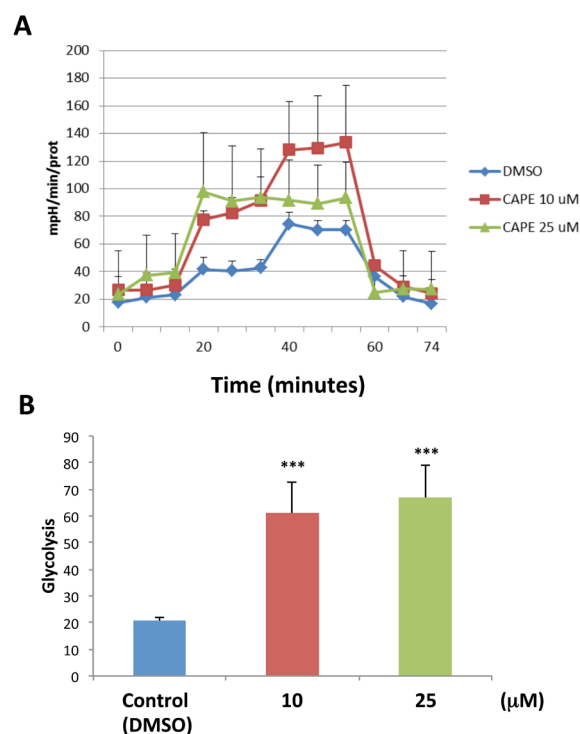 A
200
180
160
140
120
100
80
60
40
20
0
mpH/min/prot
0 20 40 60 74
Time (minutes)
DMSO
CAPE 10 uM
CAPE 25 uM
B
90
80
70
60
50
40
30
20
10
0
Glycolysis
*** ***
Control 10 25 (μM)
(DMSO)